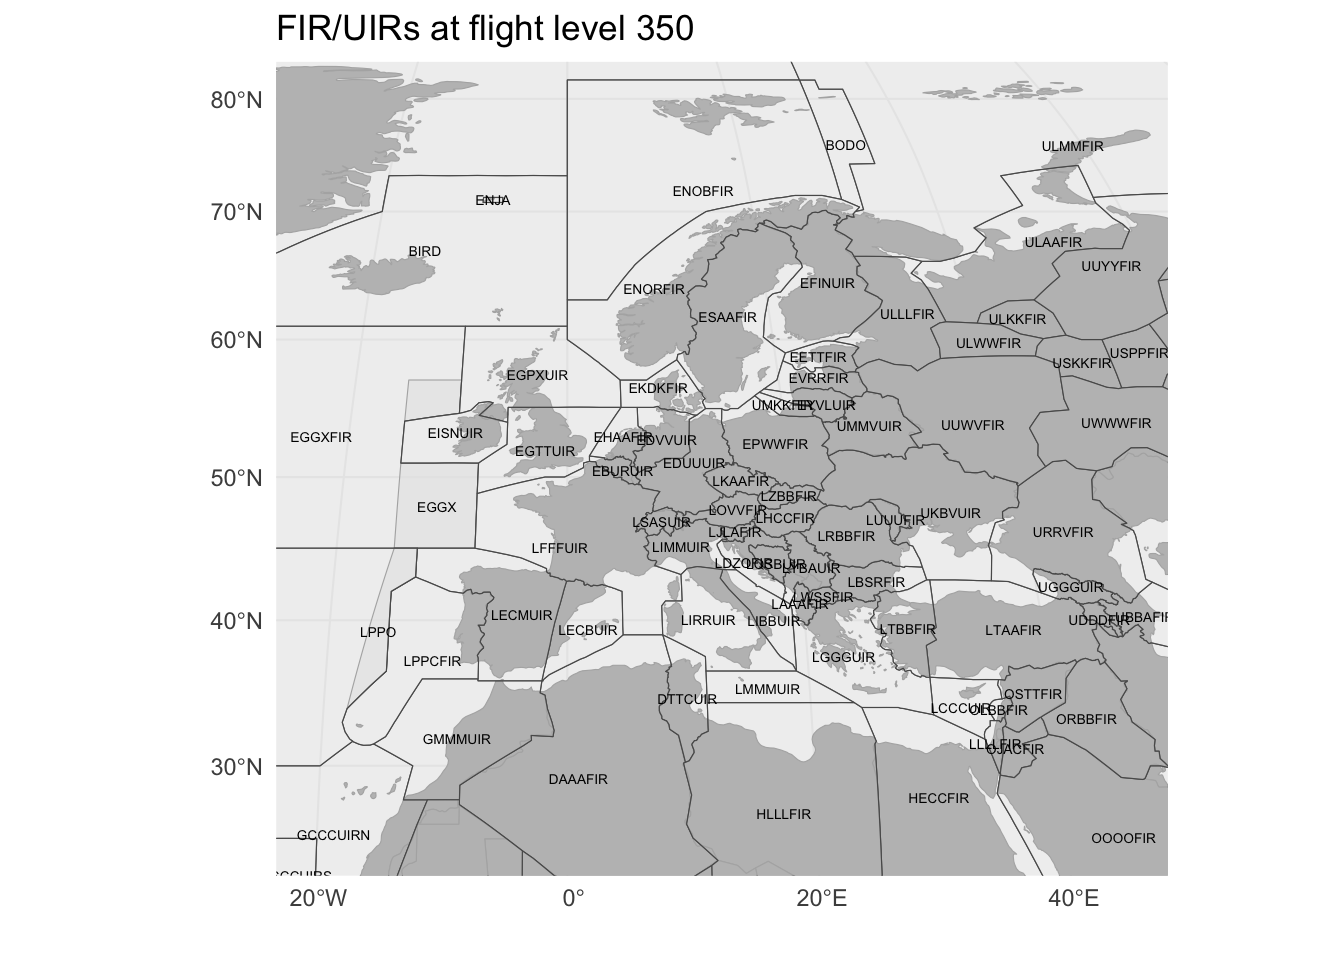 FIR/UIRs at flight level 350
80°N
BODO
ULMMFIR
ENOBFIR
70°N
ENJA
BIRD
ULAAFIR
UUYYFIR
EFINUIR
ENORFIR
ESAAFIR
ULLLFIR
ULKKFIR
60°N
ULWWFIR
EETTFIR
USPPFIR
USKKFIR
EGPXUIR
EVRRFIR
EKDKFIR
UMKKFIR
EYVLUIR
EGGXFIR
EISNUIR
UMMVUIR
UUWVFIR
UWWWFIR
EHAAFIR
EDVVUIR
EPWWFIR
EGTTUIR
EDUUUIR
50°N
EBURUIR
LKAAFIR
LZBBFIR
EGGX
LOVVFIR
LHCCFIR
LSASUIR
LUUUFIR
UKBVUIR
LJLAFIR
LRBBFIR
URRVFIR
LFFFUIR
LIMMUIR
LDZOFIR
LQSBUIR
LYBAUIR
LBSRFIR
UGGGUIR
LWSSFIR
LAAAFIR
40°N
LPPO
LECMUIR
LECBUIR
LIRRUIR
LIBBUIR
LTBBFIR
LTAAFIR
UDDDFIR
UBBAFIR
LPPCFIR
LGGGUIR
LMMMUIR
DTTCUIR
OSTTFIR
LCCCUIR
OLBBFIR
ORBBFIR
GMMMUIR
LLLLFIR
OJACFIR
30°N
DAAAFIR
HLLLFIR
HECCFIR
GCCCUIRN
OOOOFIR
20°W
0°
20°E
40°E